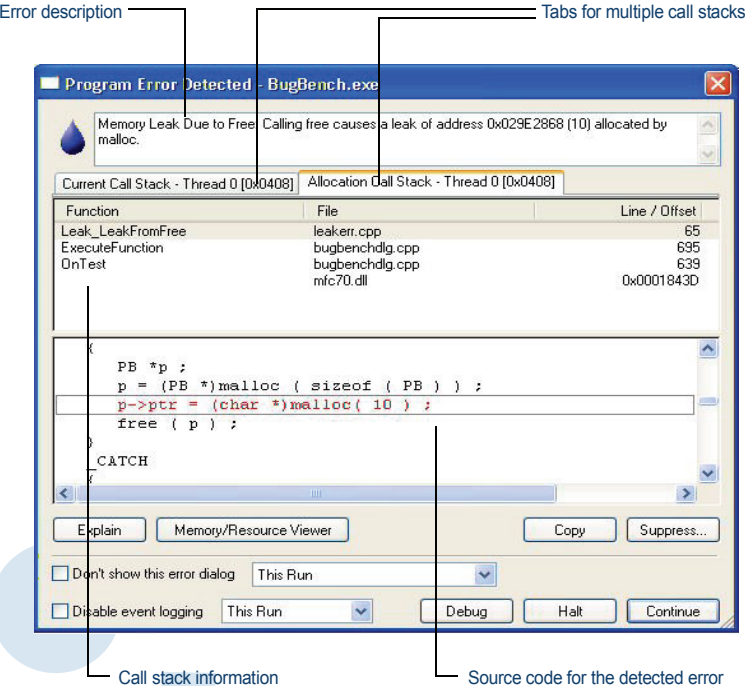 Error description
Tabs for multiple call stacks
Program Error Detected - BugBench.exe
Memory Leak Due to Free: Calling free causes a leak of address 0x029E2868 (10) allocated by
malloc.
Current Call Stack - Thread 0 [0x0408]
Allocation Call Stack - Thread 0 [0x0408]
Function File Line / Offset
Leak_LeakFromFree leakerr.cpp 65
ExecuteFunction bugbenchdlg.cpp 695
OnTest bugbenchdlg.cpp 639
mfc70.dll 0x0001843D
{
PB *p ;
p = (PB *)malloc ( sizeof ( PB ) ) ;
p->ptr = (char *)malloc( 10 ) ;
free ( p ) ;
}
_CATCH
{
Explain Memory/Resource Viewer Copy Suppress...
Don't show this error dialog This Run
Disable event logging This Run Debug Halt Continue
Call stack information
Source code for the detected error